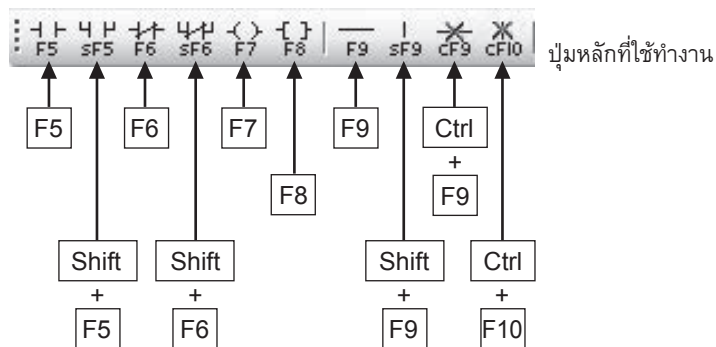 F5 sF5 F6 sF6 F7 F8 F9 sF9 cF9 cF10
ปุ่มหลักที่ใช้ทำงาน
F5 F6 F7 F9 Ctrl
+
F8 F9
Shift Shift Shift Ctrl
+ + + +
F5 F6 F9 F10